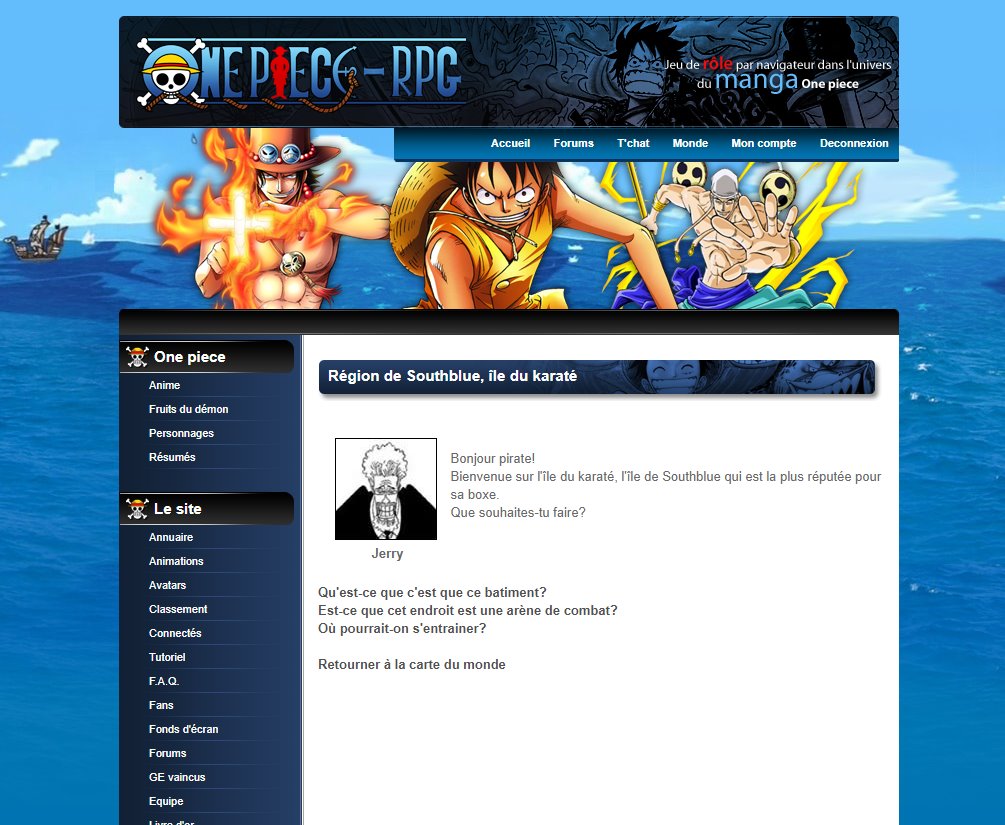 ONE PIECE-RPG
Jeu de rôle par navigateur dans l'univers
du manga One piece
Accueil Forums T'chat Monde Mon compte Deconnexion
One piece
Anime
Fruits du démon
Personnages
Résumés
Le site
Annuaire
Animations
Avatars
Classement
Connectés
Tutoriel
F.A.Q.
Fans
Fonds d'écran
Forums
GE vaincus
Equipe
Livre d'or
Région de Southblue, île du karaté
Bonjour pirate!
Bienvenue sur l'île du karaté, l'île de Southblue qui est la plus réputée pour
sa boxe.
Que souhaites-tu faire?
Jerry
Qu'est-ce que c'est que ce batiment?
Est-ce que cet endroit est une arène de combat?
Où pourrait-on s'entrainer?
Retourner à la carte du monde